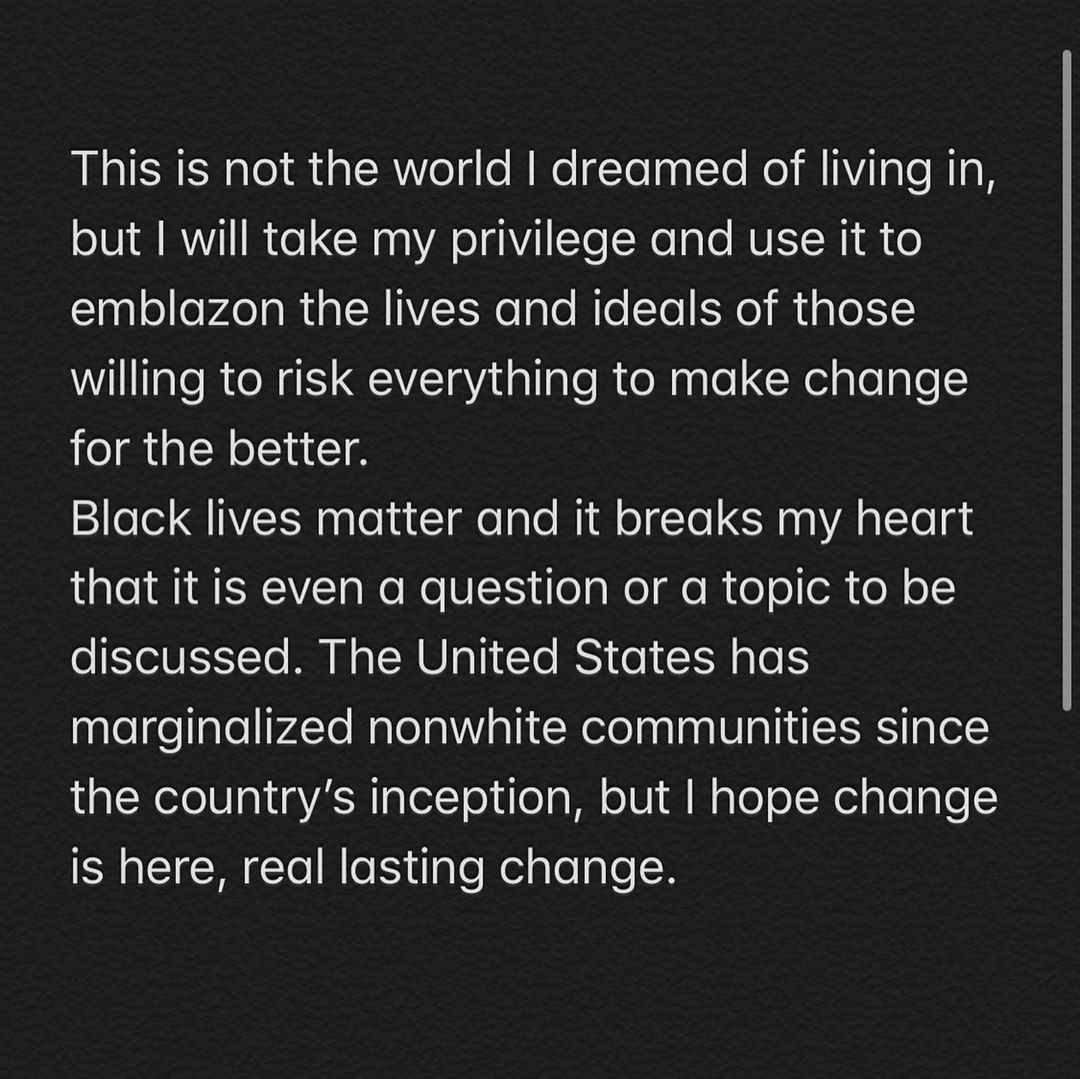 This is not the world I dreamed of living in,
but I will take my privilege and use it to
emblazon the lives and ideals of those
willing to risk everything to make change
for the better.
Black lives matter and it breaks my heart
that it is even a question or a topic to be
discussed. The United States has
marginalized nonwhite communities since
the country’s inception, but I hope change
is here, real lasting change.